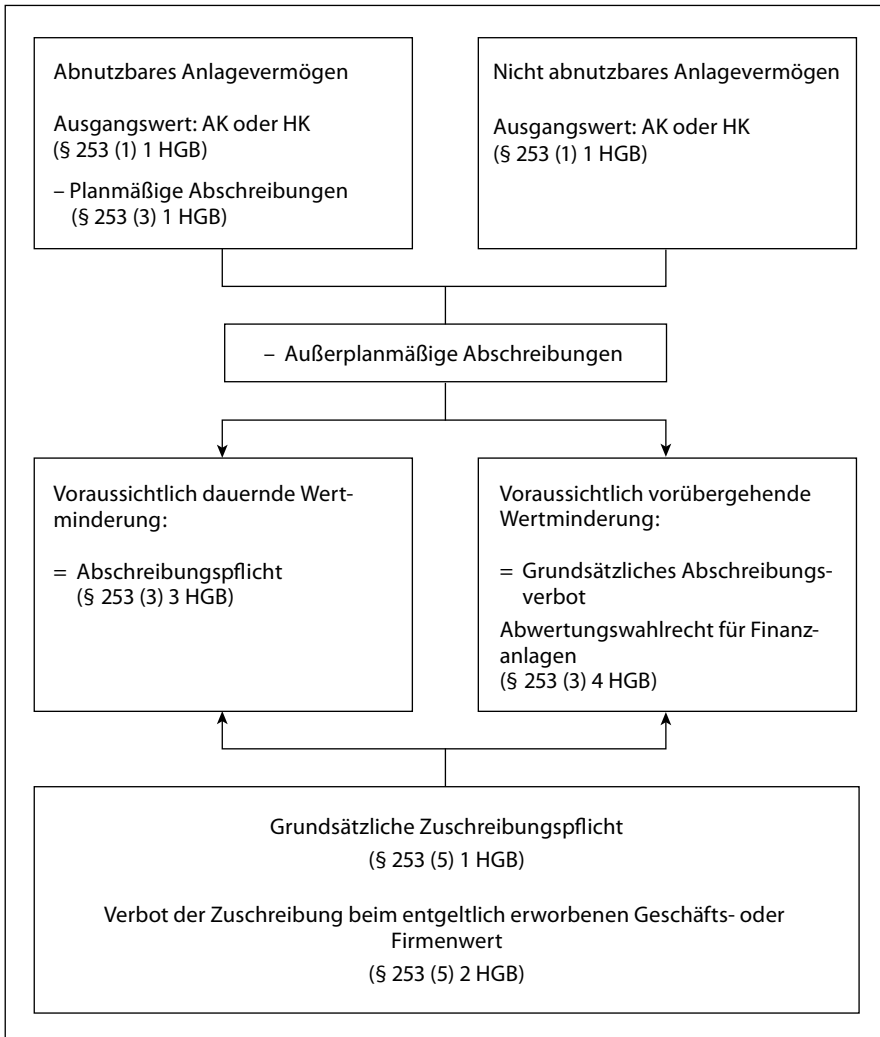 Abnutzbares Anlagevermögen
Ausgangswert: AK oder HK
(§ 253 (1) 1 HGB)
– Planmäßige Abschreibungen
(§ 253 (3) 1 HGB)
Nicht abnutzbares Anlagevermögen
Ausgangswert: AK oder HK
(§ 253 (1) 1 HGB)
– Außerplanmäßige Abschreibungen
Voraussichtlich dauernde Wert-
minderung:
= Abschreibungspflicht
(§ 253 (3) 3 HGB)
Voraussichtlich vorübergehende
Wertminderung:
= Grundsätzliches Abschreibungs-
verbot
Abwertungswahlrecht für Finanz-
anlagen
(§ 253 (3) 4 HGB)
Grundsätzliche Zuschreibungspflicht
(§ 253 (5) 1 HGB)
Verbot der Zuschreibung beim entgeltlich erworbenen Geschäfts- oder
Firmenwert
(§ 253 (5) 2 HGB)